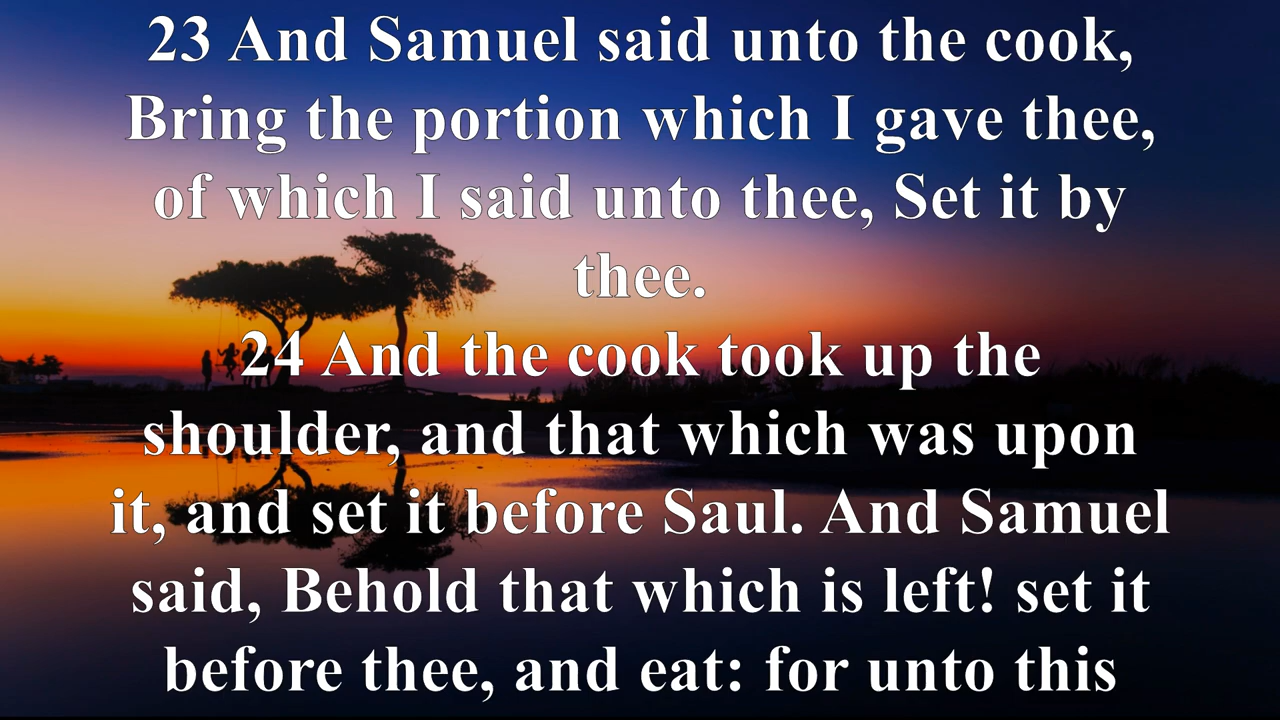 23 And Samuel said unto the cook,
Bring the portion which I gave thee,
of which I said unto thee, Set it by
thee.
24 And the cook took up the
shoulder, and that which was upon
it, and set it before Saul. And Samuel
said, Behold that which is left! set it
before thee, and eat: for unto this